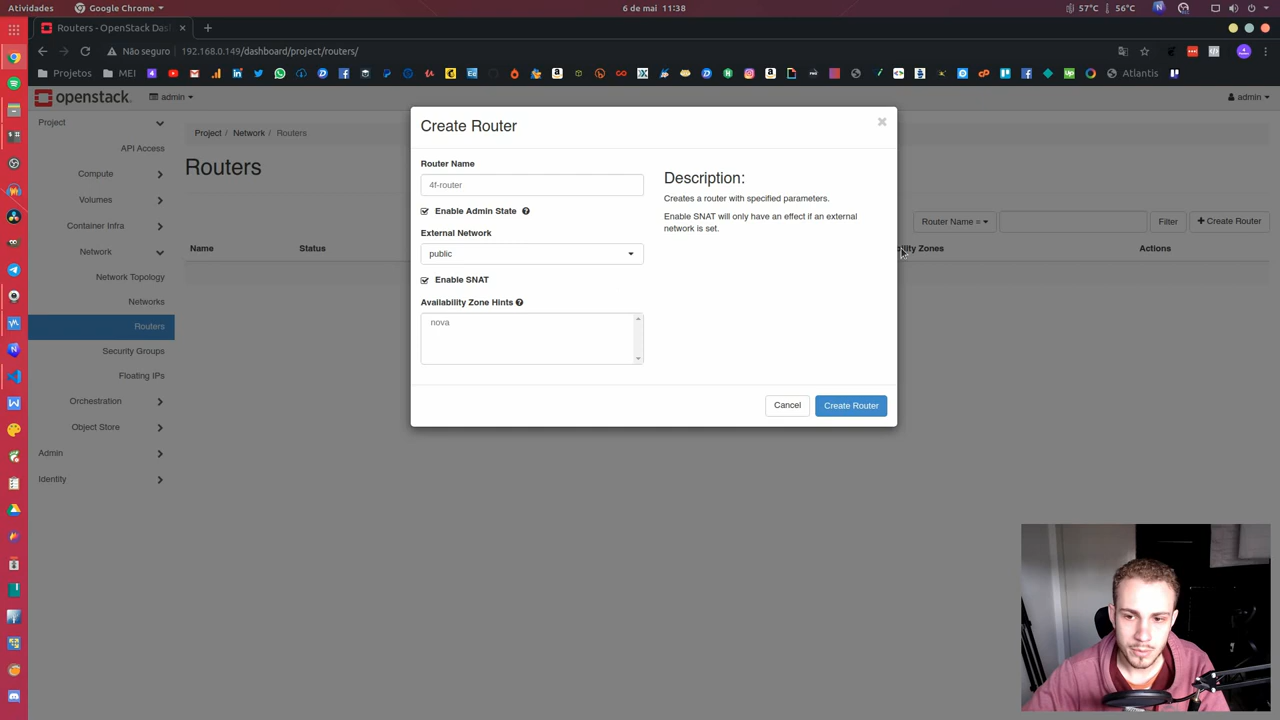 Atividades
Google Chrome
6 de mai 11:38
57°C
56°C
Routers - OpenStack Das
Não seguro
192.168.0.149/dashboard/project/routers/
Projetos
MEI
Atlantis
openstack.
admin
admin
Project
API Access
Compute
Volumes
Container Infra
Network
Network Topology
Networks
Routers
Security Groups
Floating IPs
Orchestration
Object Store
Admin
Identity
Project / Network / Routers
Routers
Router Name =
Filter
+ Create Router
Name
Status
ility Zones
Actions
Create Router
×
Router Name
4f-router
Enable Admin State
External Network
public
Enable SNAT
Availability Zone Hints
nova
Description:
Creates a router with specified parameters.
Enable SNAT will only have an effect if an external
network is set.
Cancel
Create Router